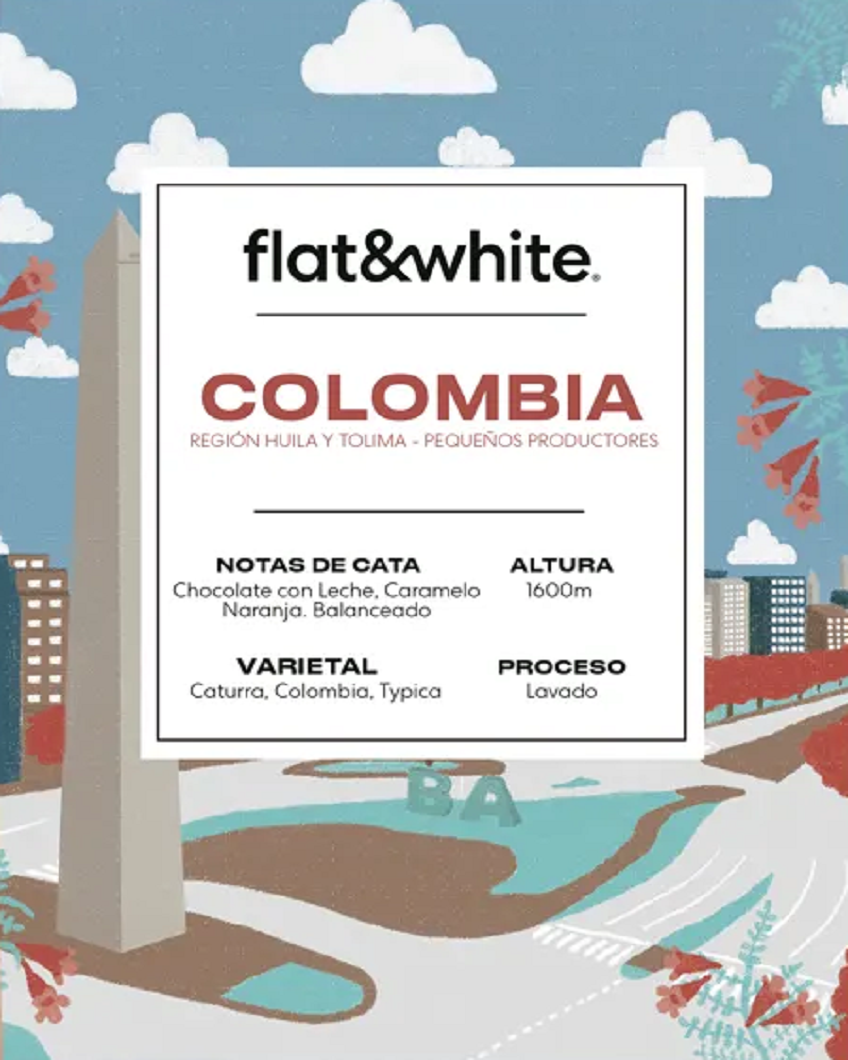 flat&white®
COLOMBIA
REGIÓN HUILA Y TOLIMA - PEQUEÑOS PRODUCTORES
NOTAS DE CATA
Chocolate con Leche, Caramelo
Naranja. Balanceado
ALTURA
1600m
VARIETAL
Caturra, Colombia, Typica
PROCESO
Lavado
BA